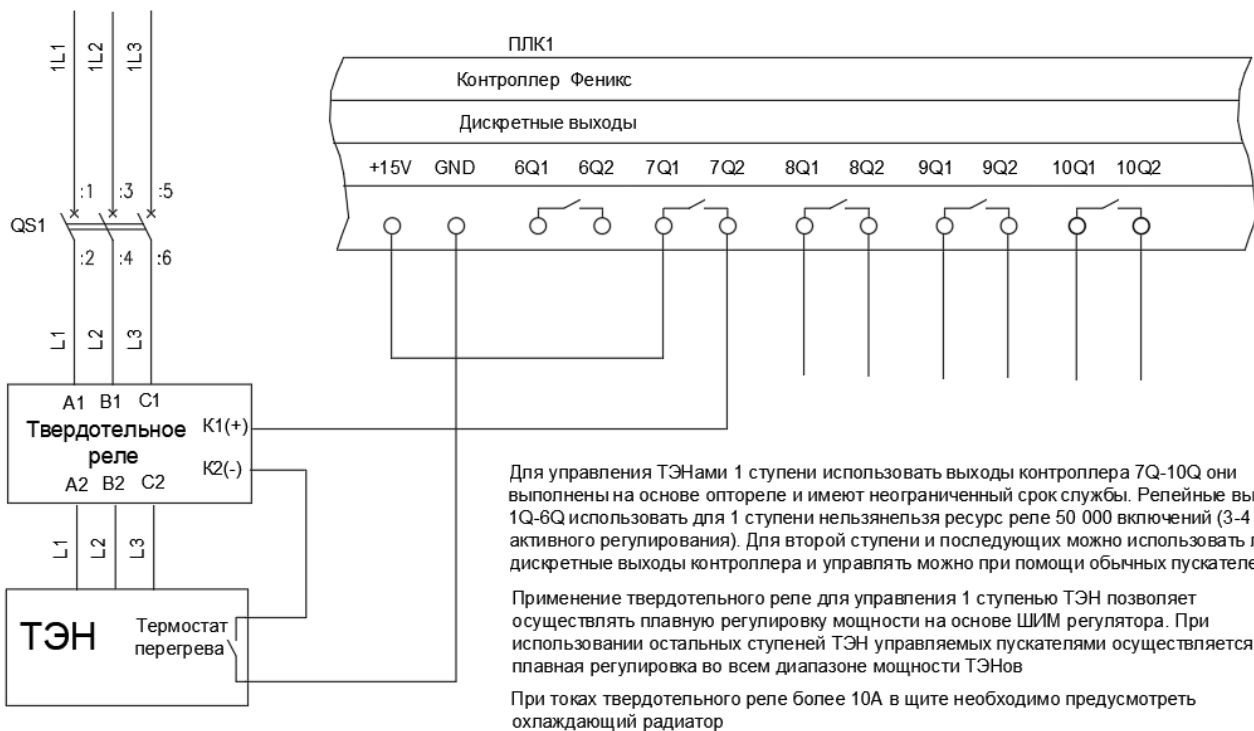 1L1 1L2 1L3
ПЛК1
Контроллер Феникс
Дискретные выходы
+15V GND 6Q1 6Q2 7Q1 7Q2 8Q1 8Q2 9Q1 9Q2 10Q1 10Q2
:1 :3 :5
QS1
:2 :4 :6
L1 L2 L3
A1 B1 C1
Твердотельное
реле
К1(+)
К2(-)
A2 B2 C2
L1 L2 L3
ТЭН
Термостат
перегрева
Для управления ТЭНами 1 ступени использовать выходы контроллера 7Q-10Q они
выполнены на основе оптореле и имеют неограниченный срок службы. Релейные
1Q-6Q использовать для 1 ступени нельзянельзя ресурс реле 50 000 включений (3-4
активного регулирования). Для второй ступени и последующих можно использовать
дискретные выходы контроллера и управлять можно при помощи обычных
Применение твердотельного реле для управления 1 ступенью ТЭН позволяет
осуществлять плавную регулировку мощности на основе ШИМ регулятора. При
использовании остальных ступеней ТЭН управляемых пускателями осуществляется
плавная регулировка во всем диапазоне мощности ТЭНов
При токах твердотельного реле более 10А в щите необходимо предусмотреть
охлаждающий радиатор